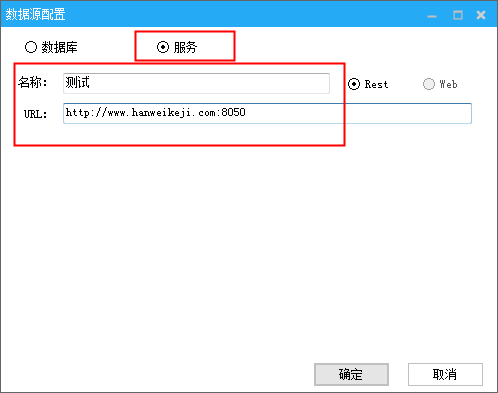 数据源配置
数据库 服务
名称： 测试 Rest Web
URL： http://www.hanweikeji.com:8050
确定 取消